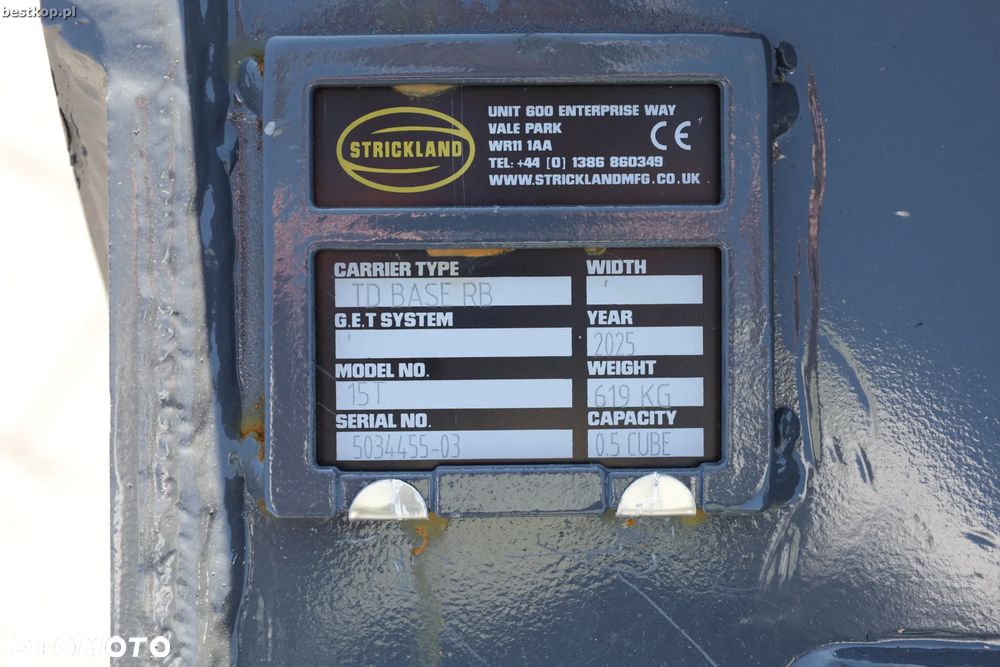 bestkop.pl
STRICKLAND
UNIT 600 ENTERPRISE WAY
VALE PARK
WR11 1AA
TEL: +44 [0] 1386 860349
WWW.STRICKLANDMFG.CO.UK
CE
CARRIER TYPE
TD BASE RB
WIDTH
G.E.T SYSTEM
YEAR
2025
MODEL NO.
15T
WEIGHT
619 KG
SERIAL NO.
5034455-03
CAPACITY
0.5 CUBE
OTOMOTO